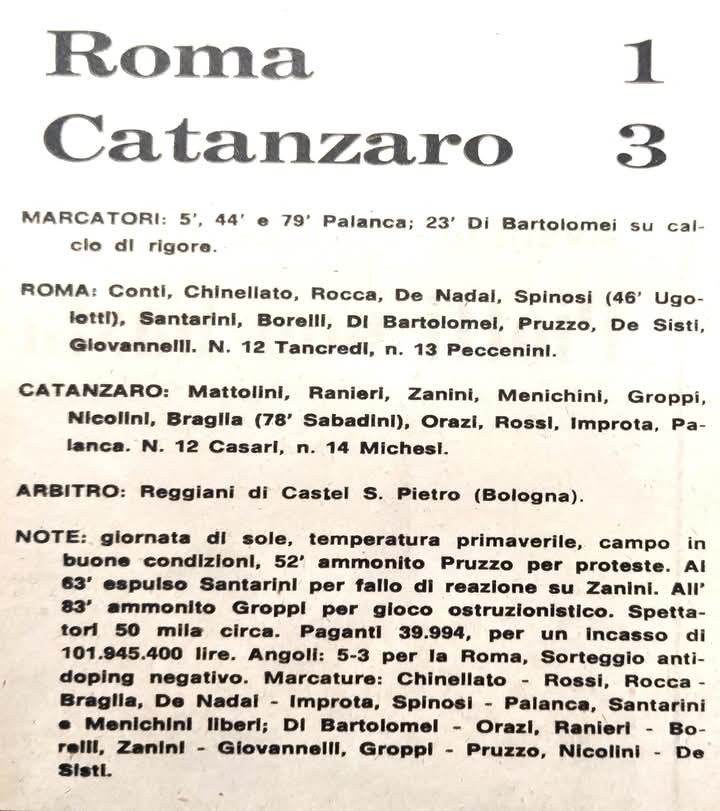 Roma 1
Catanzaro 3
MARCATORI: 5', 44' e 79' Palanca; 23' Di Bartolomei su cal-
cio di rigore.
ROMA: Conti, Chinellato, Rocca, De Nadai, Spinosi (46' Ugo-
lotti), Santarini, Borelli, Di Bartolomei, Pruzzo, De Sisti,
Giovannelli. N. 12 Tancredi, n. 13 Peccenini.
CATANZARO: Mattolini, Ranieri, Zanini, Menichini, Groppi,
Nicolini, Braglia (78' Sabadini), Orazi, Rossi, Improta, Pa-
lanca. N. 12 Casari, n. 14 Michesi.
ARBITRO: Reggiani di Castel S. Pietro (Bologna).
NOTE: giornata di sole, temperatura primaverile, campo in
buone condizioni, 52' ammonito Pruzzo per proteste. Al
63' espulso Santarini per fallo di reazione su Zanini. All'
83' ammonito Groppi per gioco ostruzionistico. Spetta-
tori 50 mila circa. Paganti 39.994, per un incasso di
101.945.400 lire. Angoli: 5-3 per la Roma, Sorteggio anti-
doping negativo. Marcature: Chinellato - Rossi, Rocca -
Braglia, De Nadai - Improta, Spinosi - Palanca, Santarini
e Menichini liberi; Di Bartolomei - Orazi, Ranieri - Bo-
relli, Zanini - Giovannelli, Groppi - Pruzzo, Nicolini - De
Sisti.